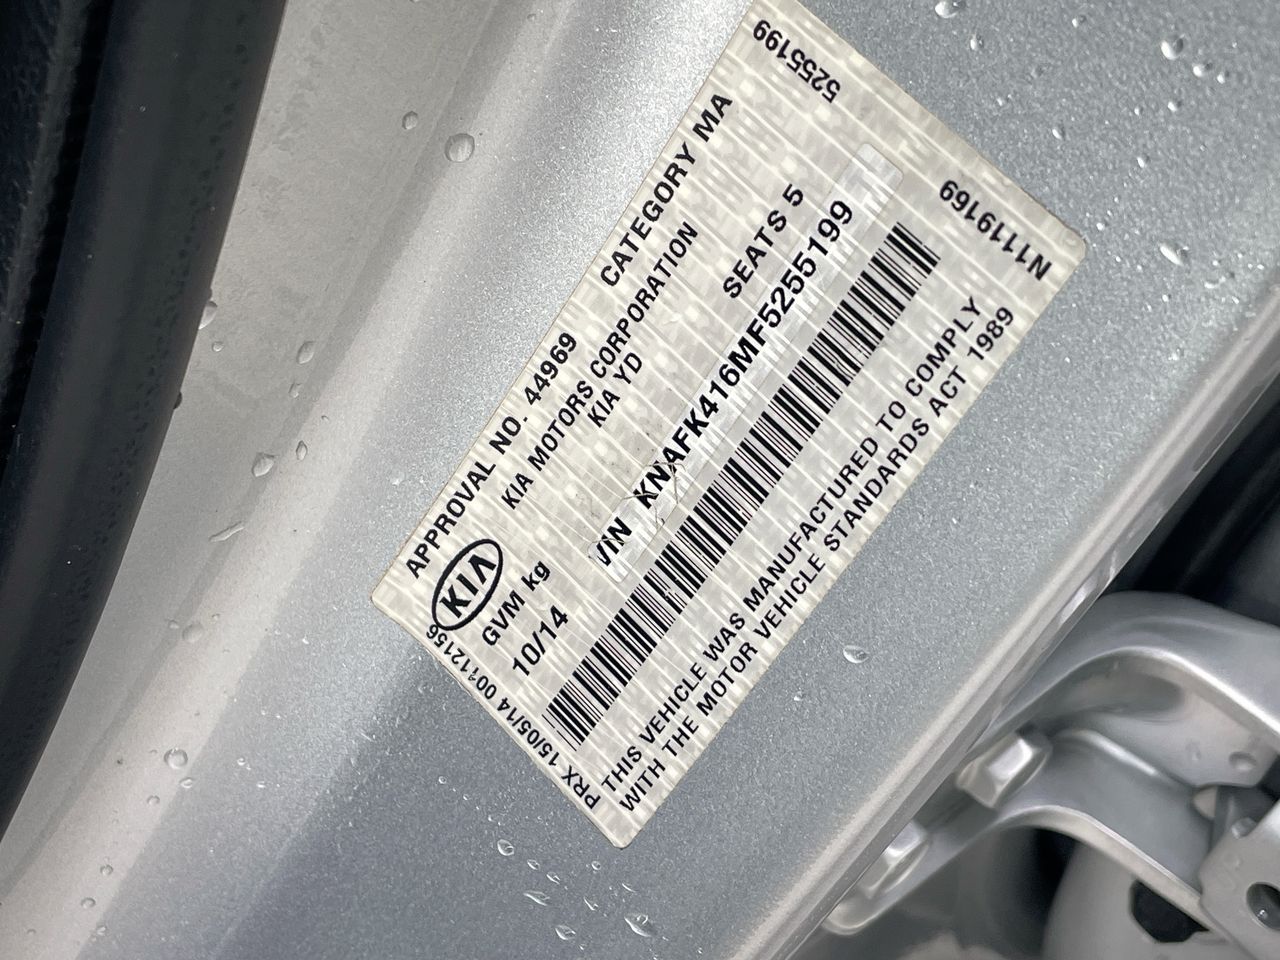 APPROVAL NO. 44969 CATEGORY MA
5255199
KIA MOTORS CORPORATION
KIA YD
KIA
GVM kg
SEATS 5
10/14
VIN KNAFK416MF5255199
N1119169
PRX 15/05/14 00112156
THIS VEHICLE WAS MANUFACTURED TO COMPLY
WITH THE MOTOR VEHICLE STANDARDS ACT 1989